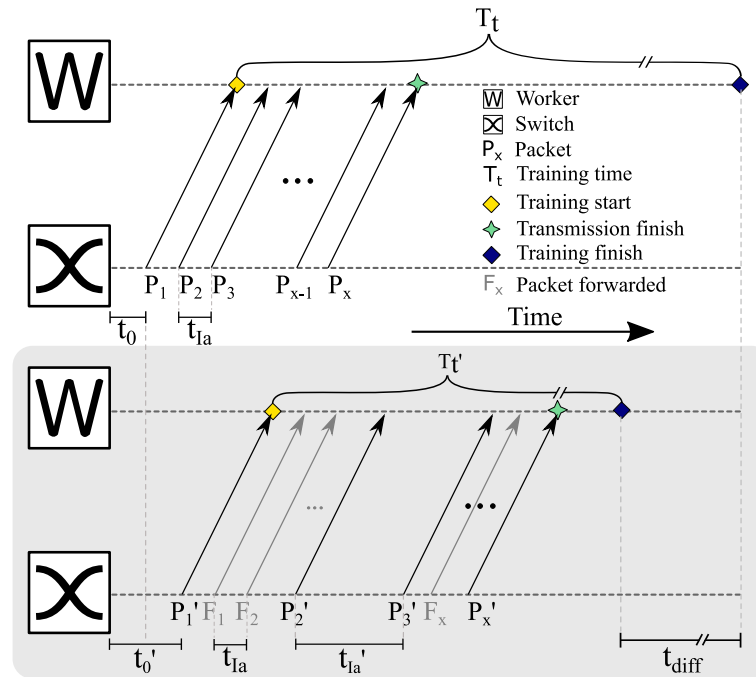 T_t
W
W Worker
Switch
P_x Packet
T_t Training time
Training start
Transmission finish
Training finish
F_x Packet forwarded
...
P_1 P_2 P_3 P_x-1 P_x
t_0 t_Ia
Time
T_t'
W
... ...
P_1' F_1 F_2 P_2' P_3' F_x P_x'
t_0' t_Ia t_Ia' t_diff